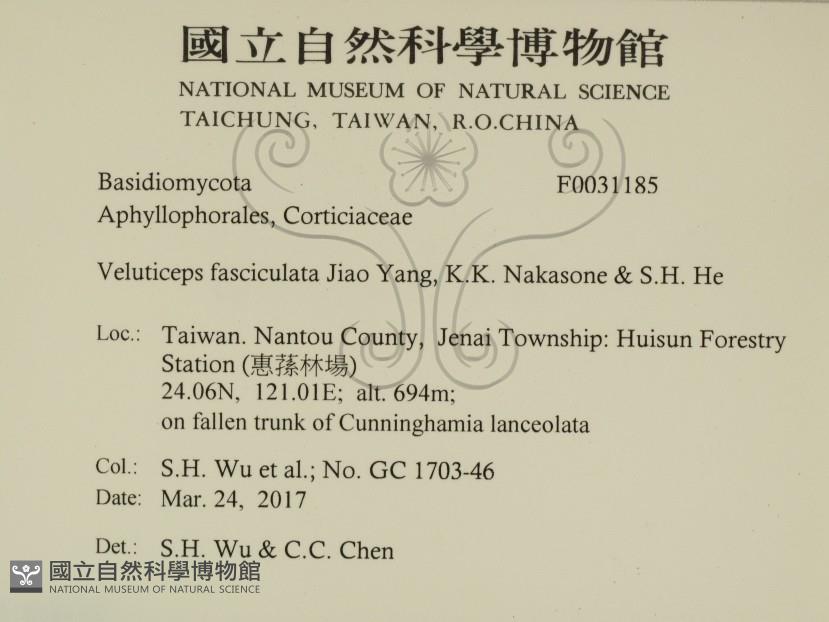 國立自然科學博物館
NATIONAL MUSEUM OF NATURAL SCIENCE
TAICHUNG, TAIWAN, R.O.CHINA
Basidiomycota F0031185
Aphyllophorales, Corticiaceae
Veluticeps fasciculata Jiao Yang, K.K. Nakasone & S.H. He
Loc.: Taiwan. Nantou County, Jenai Township: Huisun Forestry
Station (惠蓀林場)
24.06N, 121.01E; alt. 694m;
on fallen trunk of Cunninghamia lanceolata
Col.: S.H. Wu et al.; No. GC 1703-46
Date: Mar. 24, 2017
Det.: S.H. Wu & C.C. Chen
國立自然科學博物館
NATIONAL MUSEUM OF NATURAL SCIENCE